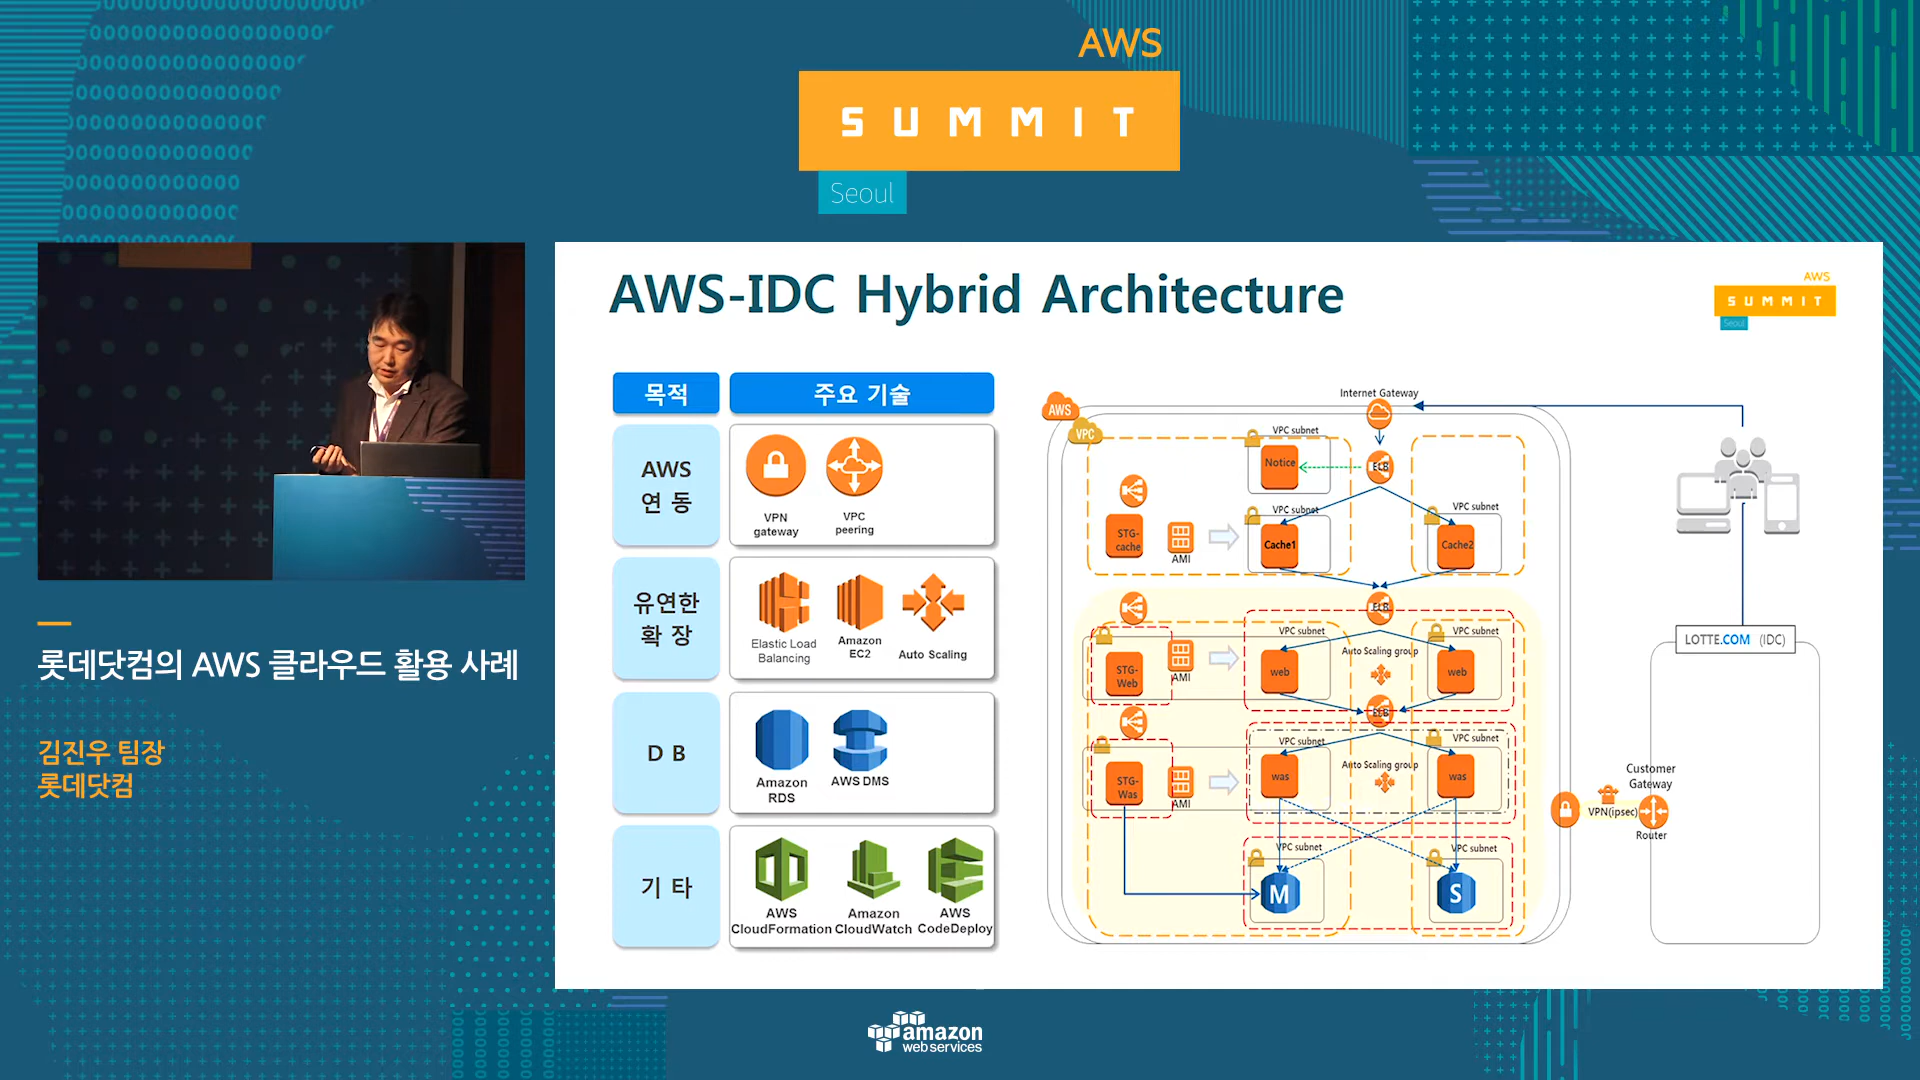 AWS
SUMMIT
Seoul
롯데닷컴의 AWS 클라우드 활용 사례
김진우 팀장
롯데닷컴
AWS-IDC Hybrid Architecture
AWS
SUMMIT
Seoul
목적
주요 기술
AWS
연 동
VPN
gateway
VPC
peering
유연한
확 장
Elastic Load
Balancing
Amazon
EC2
Auto Scaling
D B
Amazon
RDS
AWS DMS
기 타
AWS
CloudFormation
Amazon
CloudWatch
AWS
CodeDeploy
Internet Gateway
AWS
VPC
VPC subnet
Notice
ELB
VPC subnet
VPC subnet
STG-
cache
AMI
Cache1
Cache2
ELB
VPC subnet
VPC subnet
Auto Scaling group
STG-
Web
AMI
web
web
ELB
VPC subnet
VPC subnet
Auto Scaling group
STG-
Was
AMI
was
was
VPC subnet
VPC subnet
M
S
LOTTE.COM (IDC)
Customer
Gateway
VPN(ipsec)
Router
amazon
web services